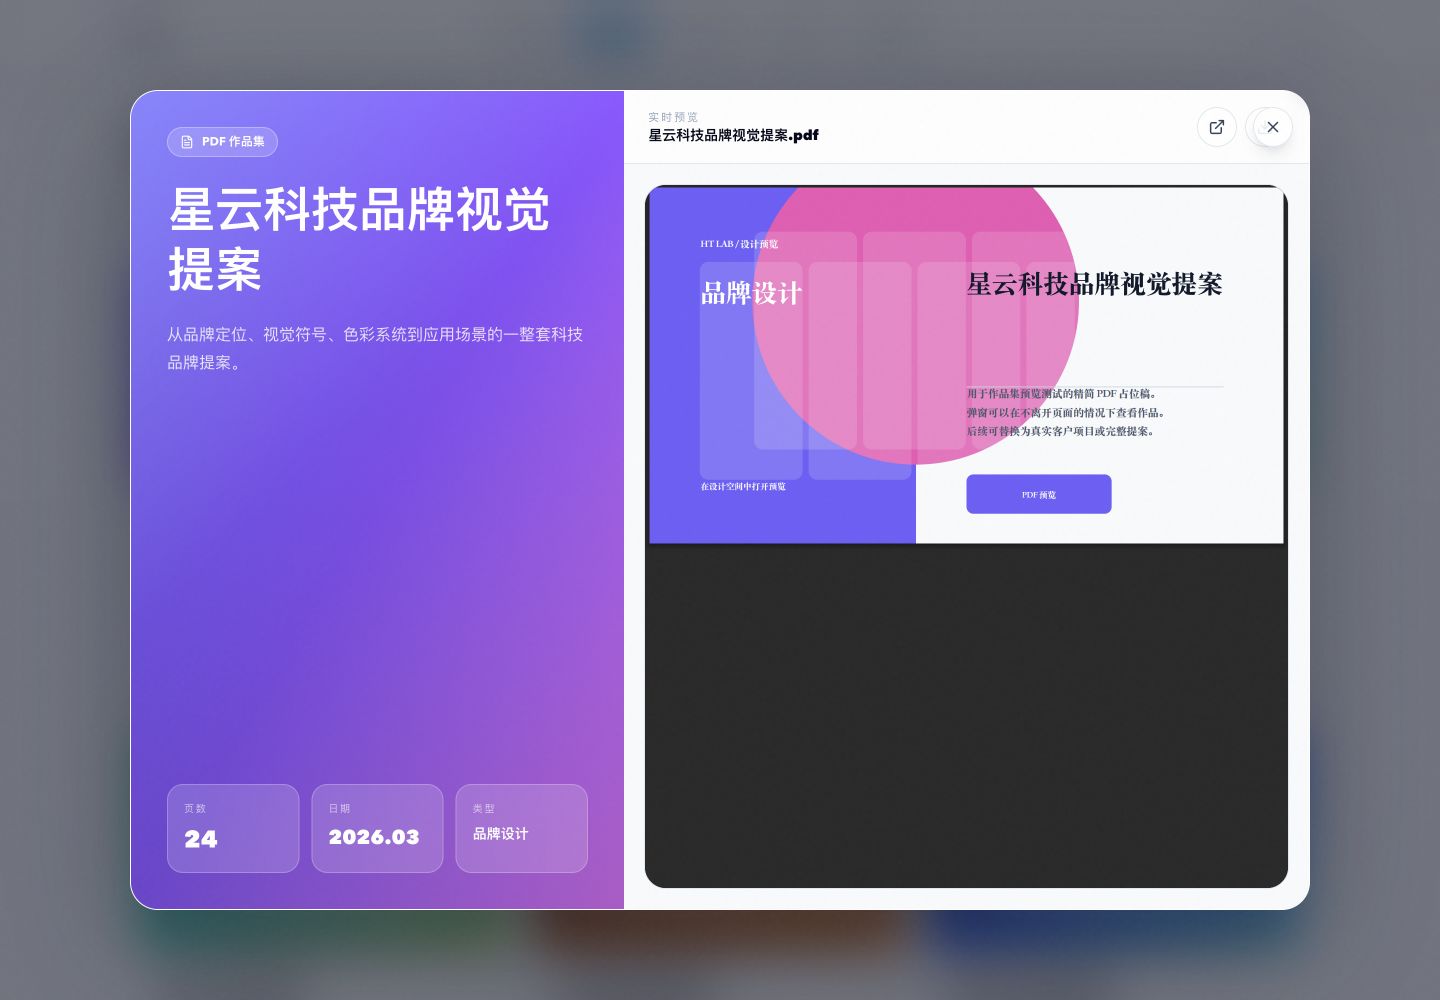 PDF 作品集
星云科技品牌视觉
提案
从品牌定位、视觉符号、色彩系统到应用场景的一整套科技
品牌提案。
页数
24
日期
2026.03
类型
品牌设计
实时预览
星云科技品牌视觉提案.pdf
HT LAB / 设计预览
品牌设计
在设计空间中打开预览
星云科技品牌视觉提案
用于作品集预览测试的精简 PDF 占位稿。
弹窗可以在不离开页面的情况下查看作品。
后续可替换为真实客户项目或完整提案。
PDF 预览